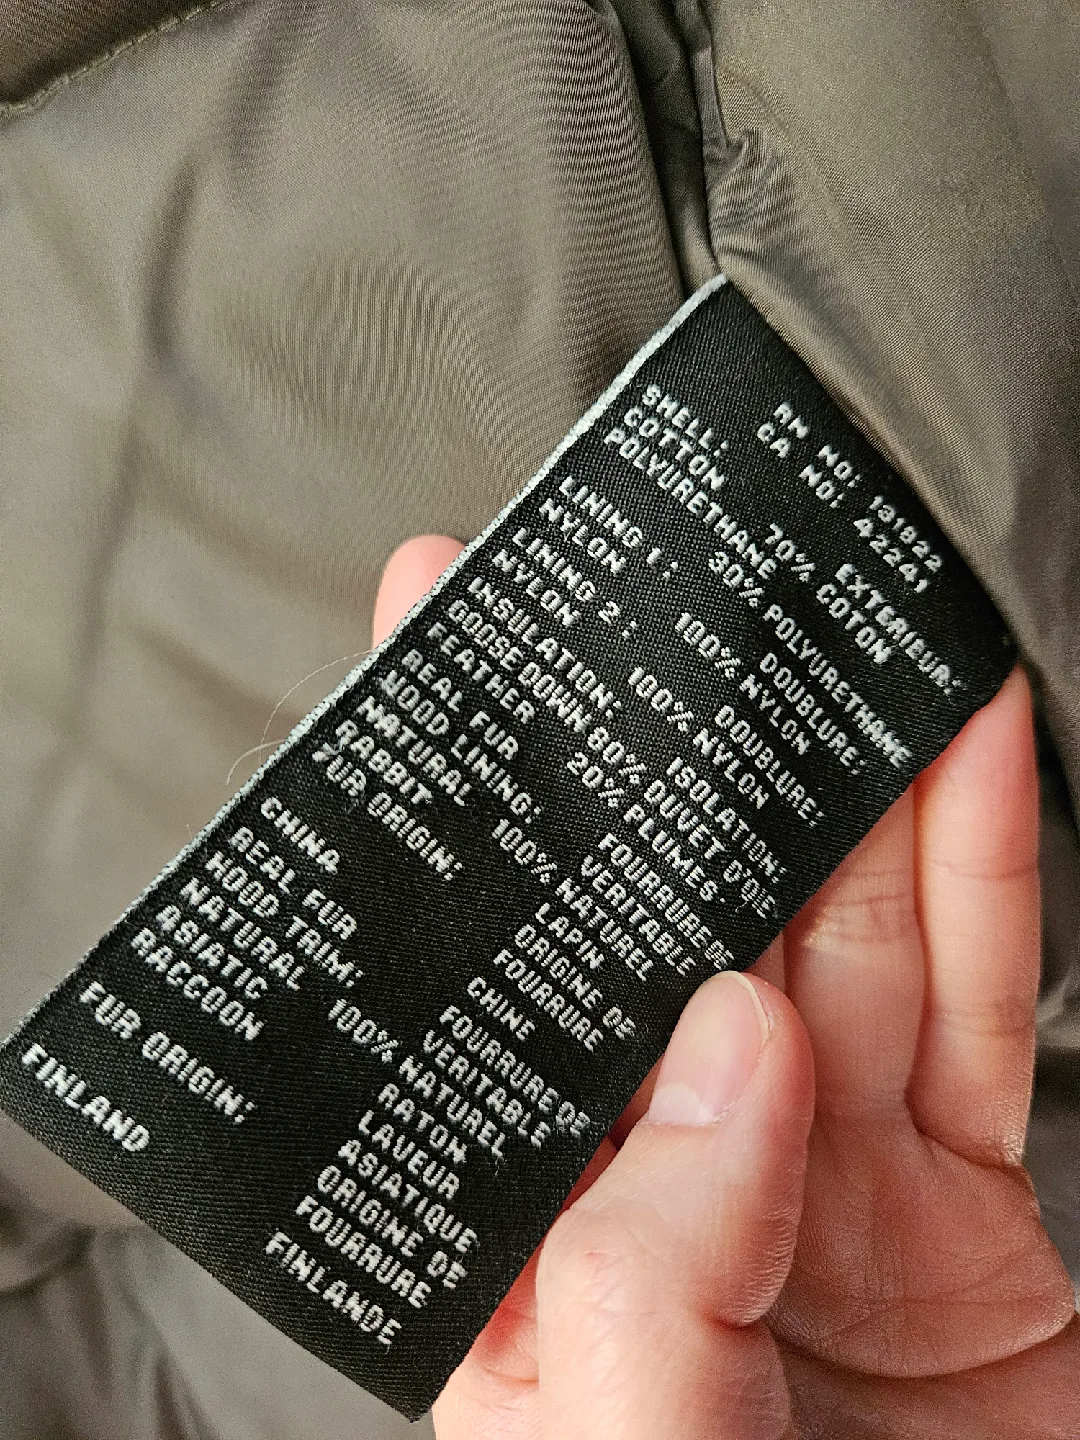 RN NO: 131922
CA NO: 42241
SHELL: EXTERIEUR:
COTTON 70% COTON
POLYURETHANE 30% POLYURETHANE
LINING 1: DOUBLURE:
NYLON 100% NYLON
LINING 2: DOUBLURE:
NYLON 100% NYLON
INSULATION: ISOLATION:
GOOSE DOWN 80% DUVET D'OIE
FEATHER 20% PLUMES.
REAL FUR FOURRURE DE
HOOD LINING: VERITABLE
NATURAL 100% NATUREL
RABBIT LAPIN
FUR ORIGIN: ORIGINE DE
FOURRURE
CHINA CHINE
REAL FUR FOURRURE DE
HOOD TRIM: VERITABLE
NATURAL 100% NATUREL
ASIATIC RATON
RACCOON LAVEUR
ASIATIQUE
FUR ORIGIN: ORIGINE DE
FOURRURE
FINLAND FINLANDE